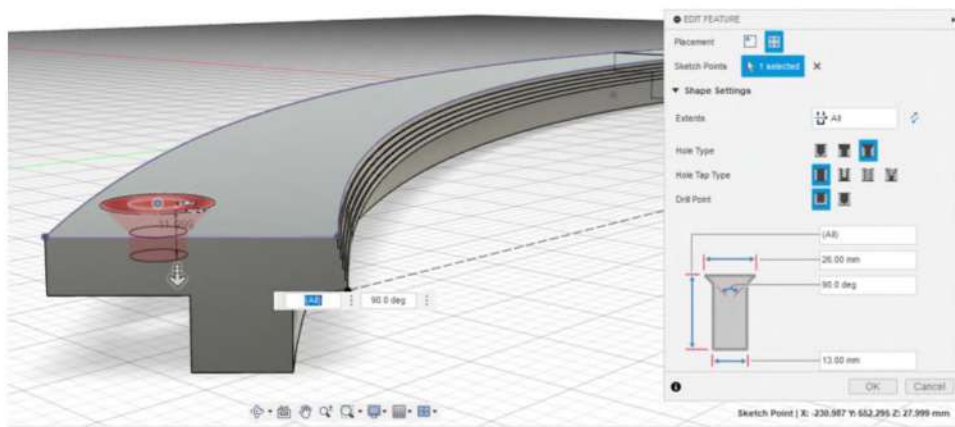 EDIT FEATURE
Placement
Sketch Points
1 selected
Shape Settings
Extents
All
Hole Type
Hole Tap Type
Drill Point
(All)
26.00 mm
90.0 deg
13.00 mm
(All)
90.0 deg
OK
Cancel
Sketch Point | X: -230.987 Y: 682.295 Z: 27.999 mm